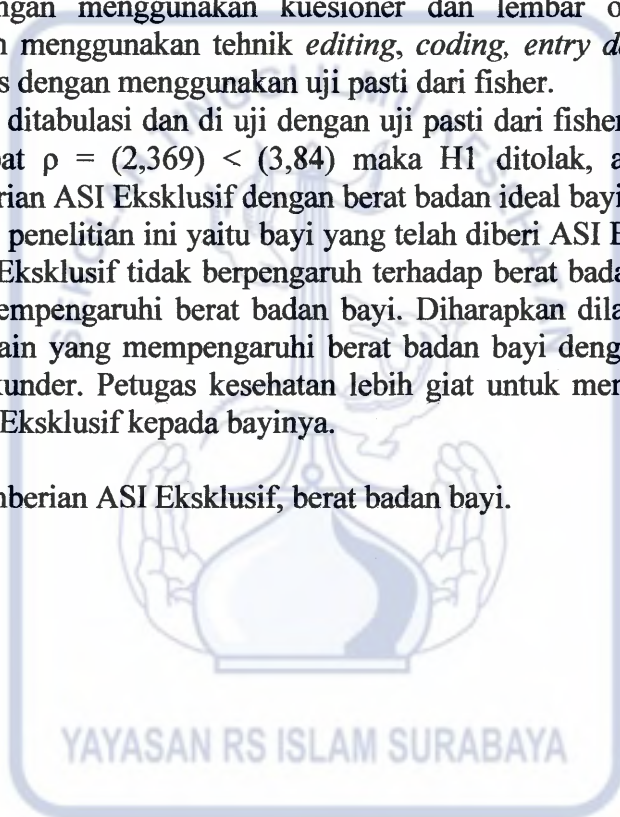 ngan menggunakan kuesioner dan lembar o
n menggunakan tehnik editing, coding, entry d
s dengan menggunakan uji pasti dari fisher.
ditabulasi dan di uji dengan uji pasti dari fisher
pat ρ = (2,369) < (3,84) maka H1 ditolak, a
rian ASI Eksklusif dengan berat badan ideal bayi
penelitian ini yaitu bayi yang telah diberi ASI E
Eksklusif tidak berpengaruh terhadap berat bada
empengaruhi berat badan bayi. Diharapkan dila
ain yang mempengaruhi berat badan bayi deng
kunder. Petugas kesehatan lebih giat untuk men
Eksklusif kepada bayinya.
mberian ASI Eksklusif, berat badan bayi.
YAYASAN RS ISLAM SURABAYA